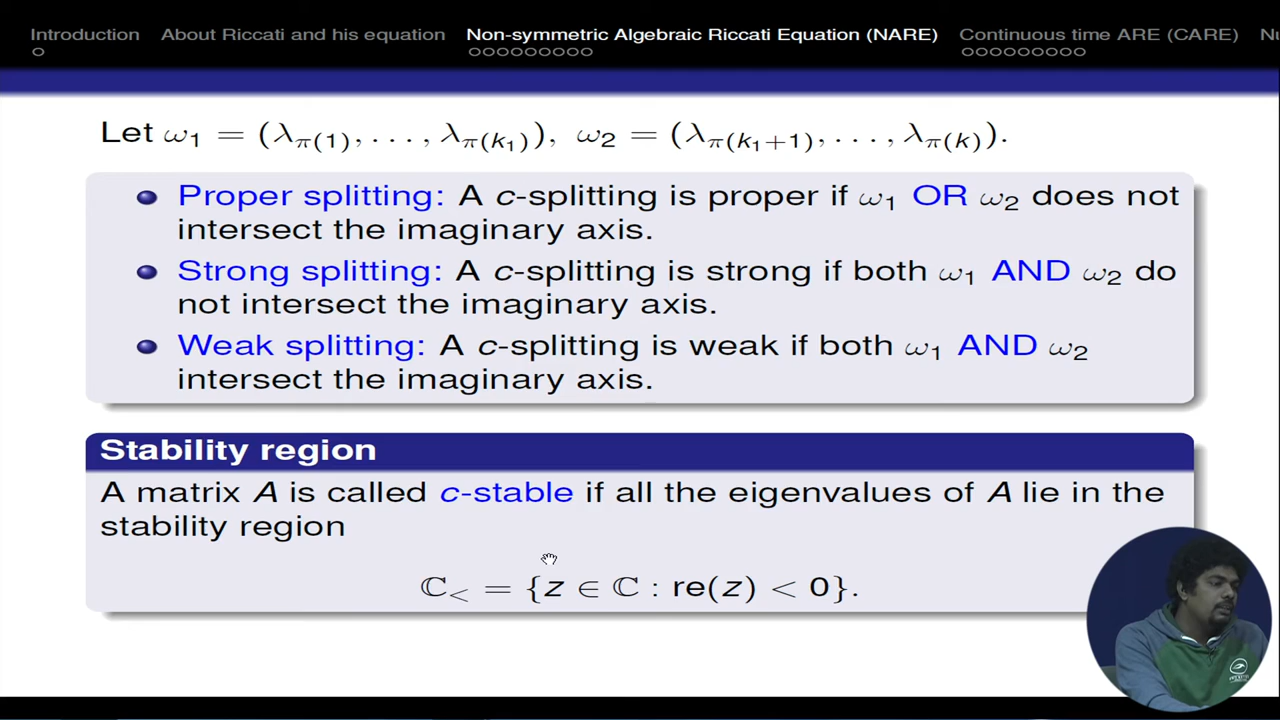 Introduction About Riccati and his equation Non-symmetric Algebraic Riccati Equation (NARE) Continuous time ARE (CARE)
Let ω₁ = (λ_π(1), . . . , λ_π(k₁)), ω₂ = (λ_π(k₁+1), . . . , λ_π(k)).
Proper splitting: A c-splitting is proper if ω₁ OR ω₂ does not
intersect the imaginary axis.
Strong splitting: A c-splitting is strong if both ω₁ AND ω₂ do
not intersect the imaginary axis.
Weak splitting: A c-splitting is weak if both ω₁ AND ω₂
intersect the imaginary axis.
Stability region
A matrix A is called c-stable if all the eigenvalues of A lie in the
stability region
ℂ_< = {z ∈ ℂ : re(z) < 0}.